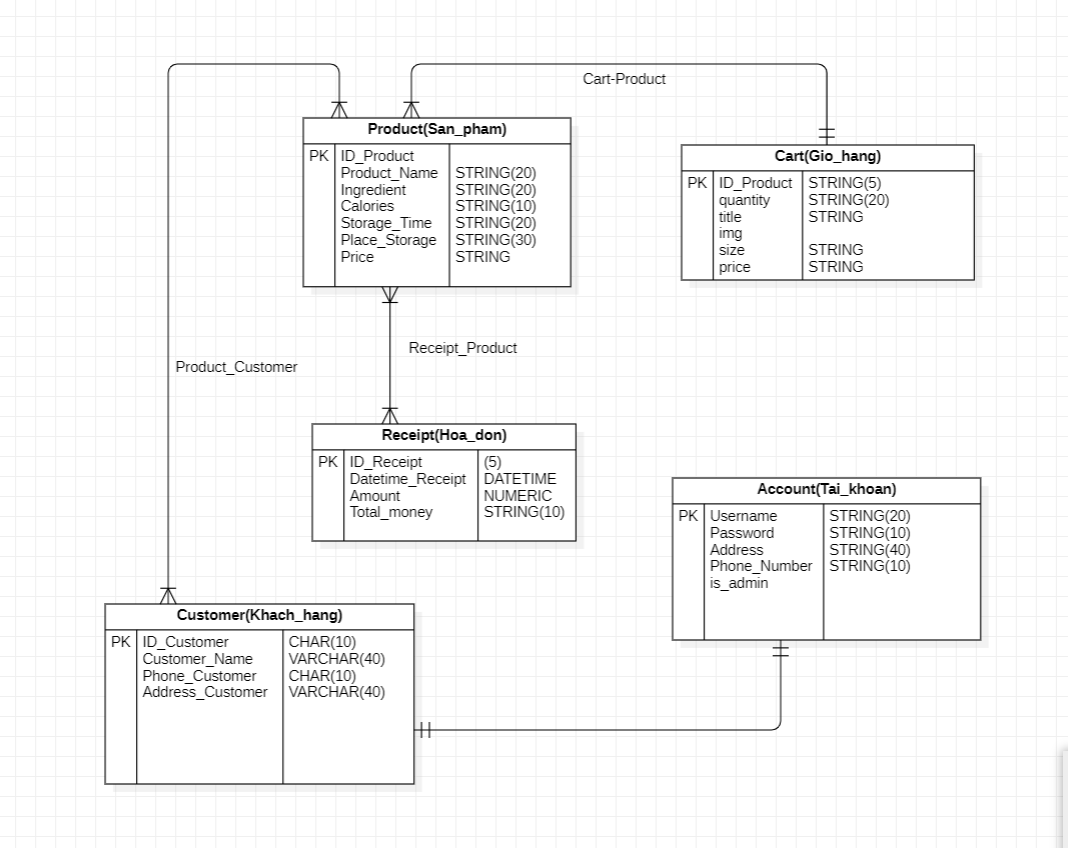 Cart-Product
Product(San_pham)
PK ID_Product
Product_Name STRING(20)
Ingredient STRING(20)
Calories STRING(10)
Storage_Time STRING(20)
Place_Storage STRING(30)
Price STRING
Cart(Gio_hang)
PK ID_Product STRING(5)
quantity STRING(20)
title STRING
img
size STRING
price STRING
Receipt_Product
Product_Customer
Receipt(Hoa_don)
PK ID_Receipt (5)
Datetime_Receipt DATETIME
Amount NUMERIC
Total_money STRING(10)
Account(Tai_khoan)
PK Username STRING(20)
Password STRING(10)
Address STRING(40)
Phone_Number STRING(10)
is_admin
Customer(Khach_hang)
PK ID_Customer CHAR(10)
Customer_Name VARCHAR(40)
Phone_Customer CHAR(10)
Address_Customer VARCHAR(40)